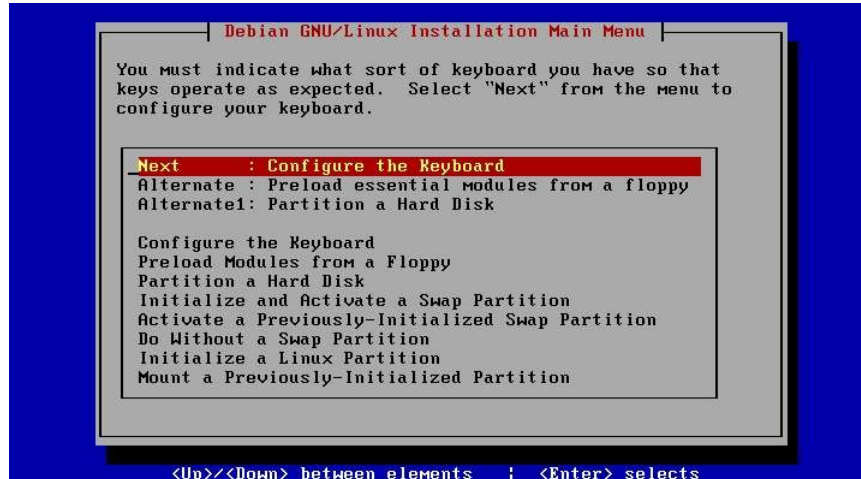 Debian GNU/Linux Installation Main Menu
You must indicate what sort of keyboard you have so that
keys operate as expected.  Select "Next" from the menu to
configure your keyboard.
Next      : Configure the Keyboard
Alternate : Preload essential modules from a floppy
Alternate1: Partition a Hard Disk
Configure the Keyboard
Preload Modules from a Floppy
Partition a Hard Disk
Initialize and Activate a Swap Partition
Activate a Previously-Initialized Swap Partition
Do Without a Swap Partition
Initialize a Linux Partition
Mount a Previously-Initialized Partition
<Up>/<Down> between elements  |  <Enter> selects